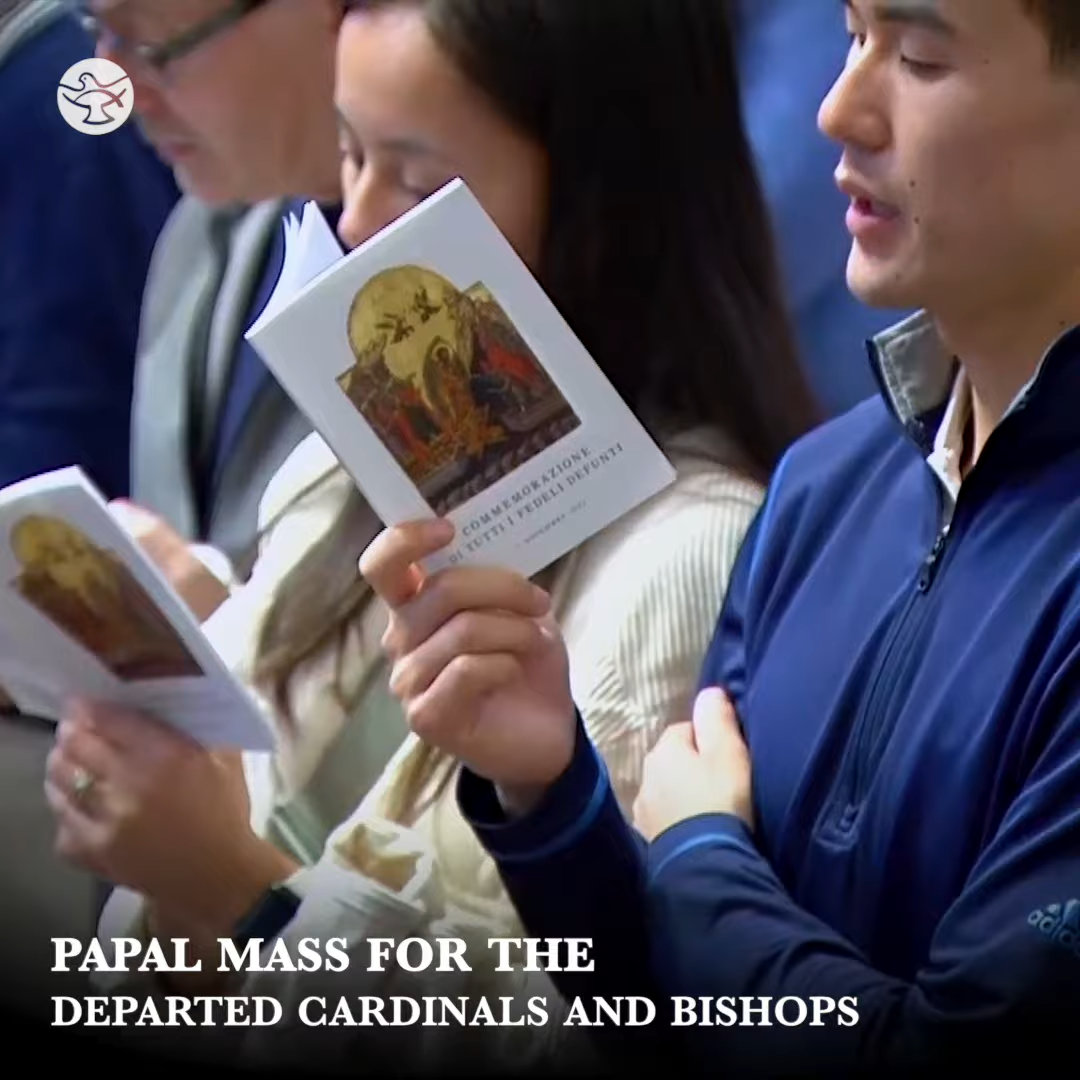 COMMEMORAZIONE
DI TUTTI I FEDELI DEFUNTI
adidas
PAPAL MASS FOR THE
DEPARTED CARDINALS AND BISHOPS